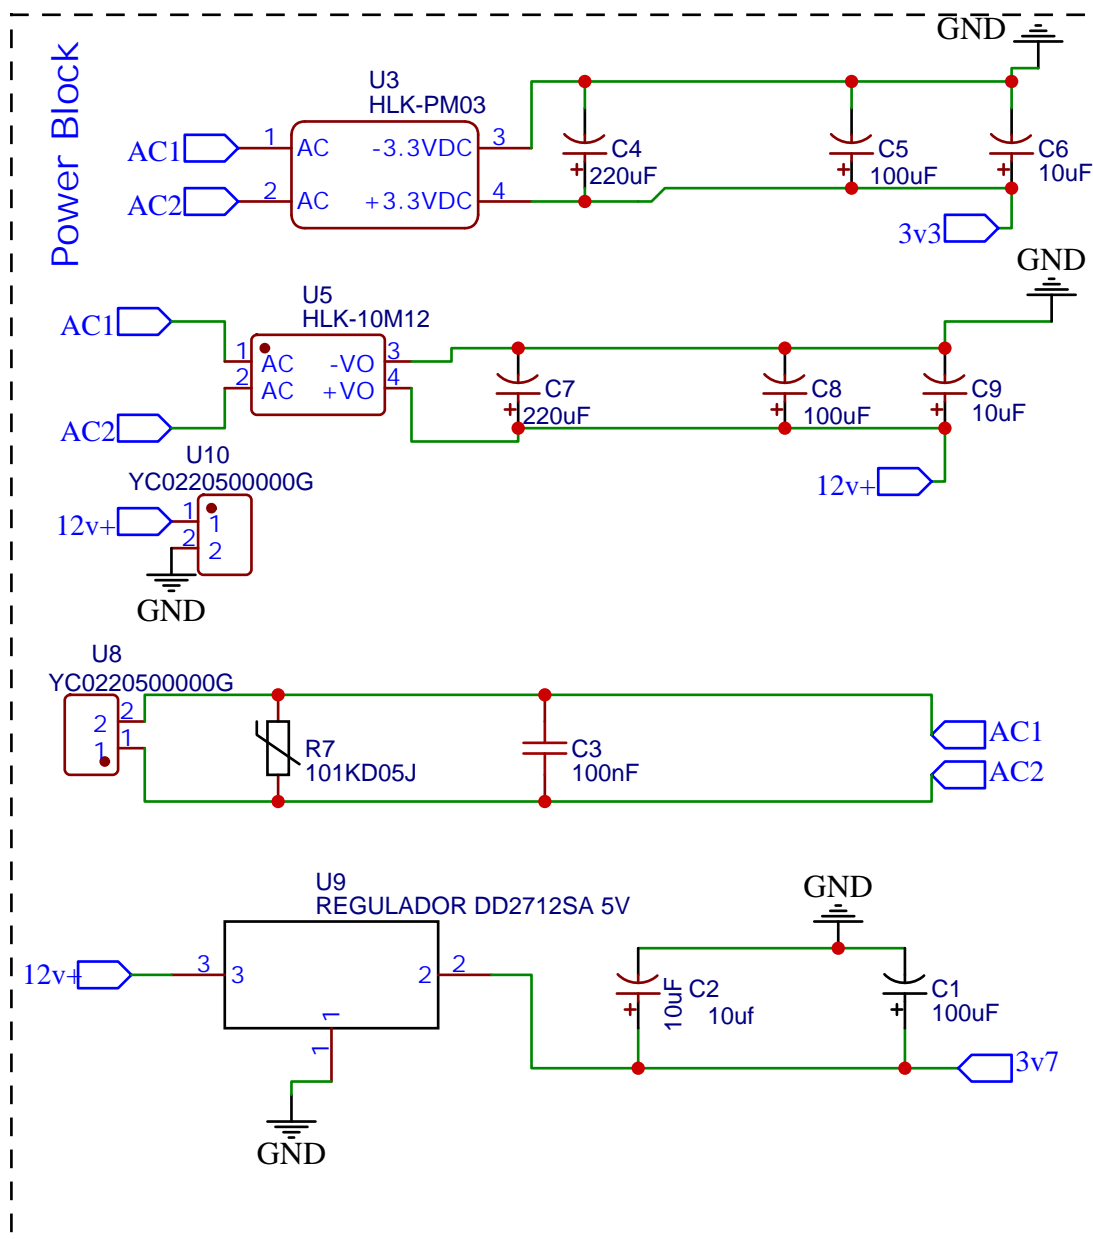 Power Block
GND
U3
HLK-PM03
AC1
1
AC
-3.3VDC
3
AC2
2
AC
+3.3VDC
4
C4
220uF
C5
100uF
C6
10uF
3v3
GND
U5
HLK-10M12
AC1
1
AC
-VO
3
2
AC
+VO
4
AC2
C7
220uF
C8
100uF
C9
10uF
12v+
U10
YC0220500000G
12v+
1
1
2
2
GND
U8
YC0220500000G
2
2
1
1
R7
101KD05J
C3
100nF
AC1
AC2
U9
REGULADOR DD2712SA 5V
12v+
3
3
2
2
1
1
GND
GND
10uF
C2
10uf
C1
100uF
3v7